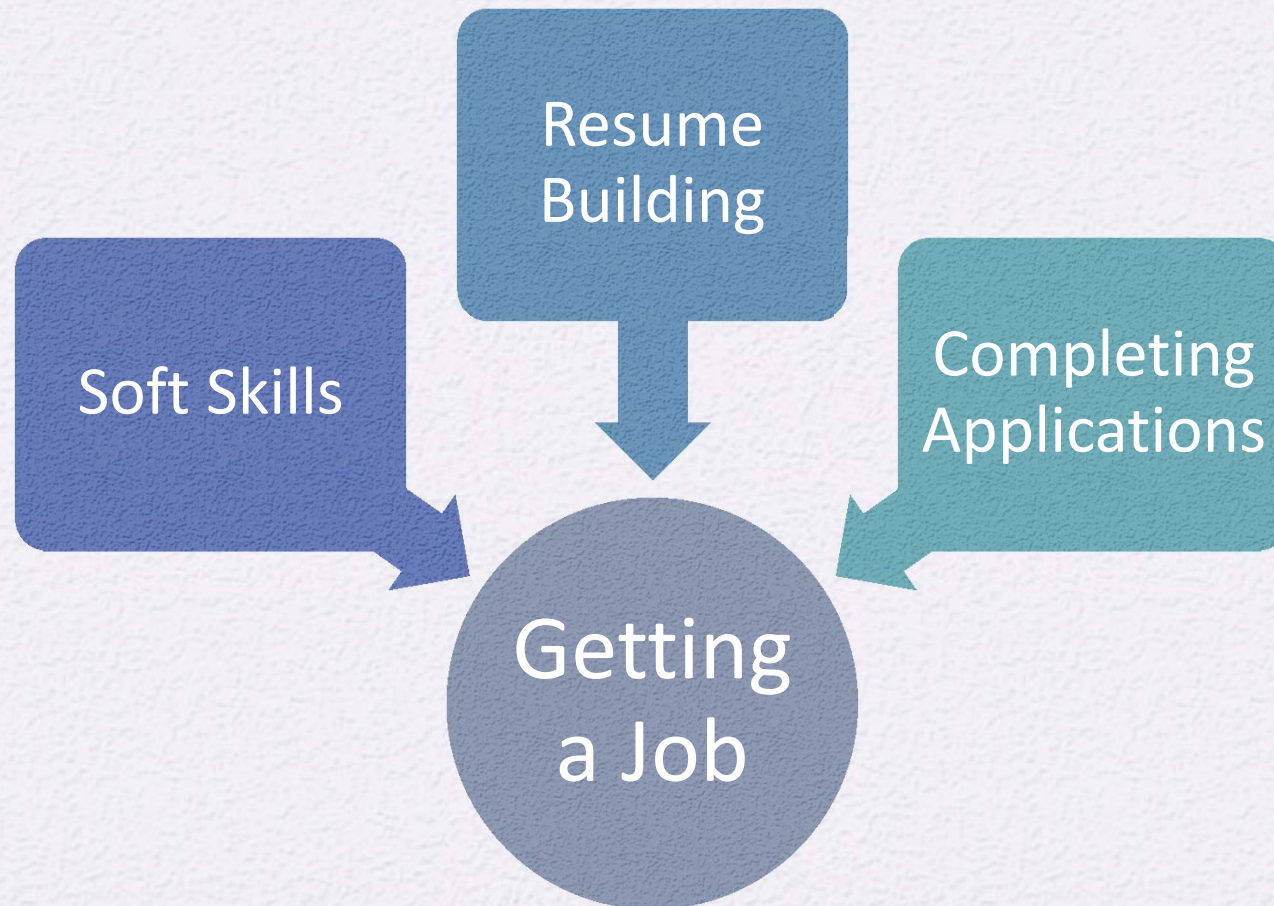 Resume
Building
Soft Skills
Completing
Applications
Getting
a Job